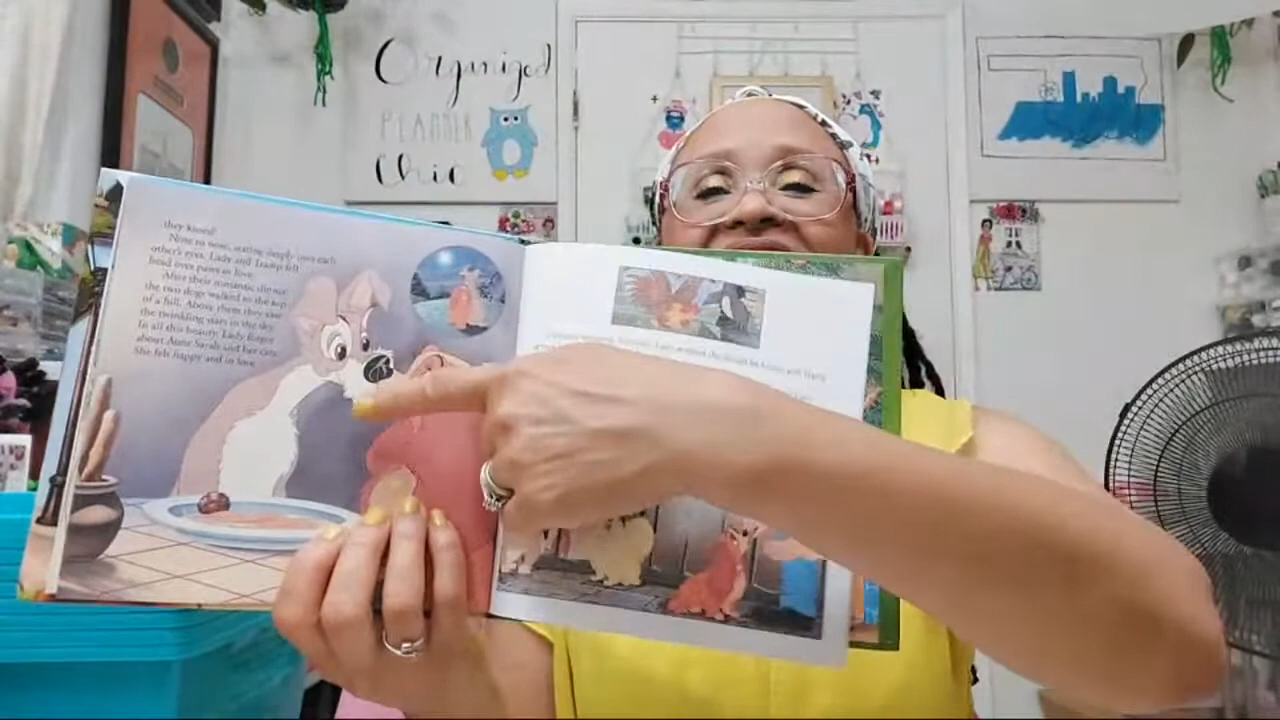 Organized
PLANNER
Chic
they kissed!
Nose to nose, staring deeply into each
other's eyes, Lady and Tramp fell
head over paws in love.
After their romantic dinner
the two dogs walked to the top
of a hill. Above them they saw
the twinkling stars in the sky.
In all this beauty, Lady forgot
about Aunt Sarah and her cats.
She felt happy and in love.